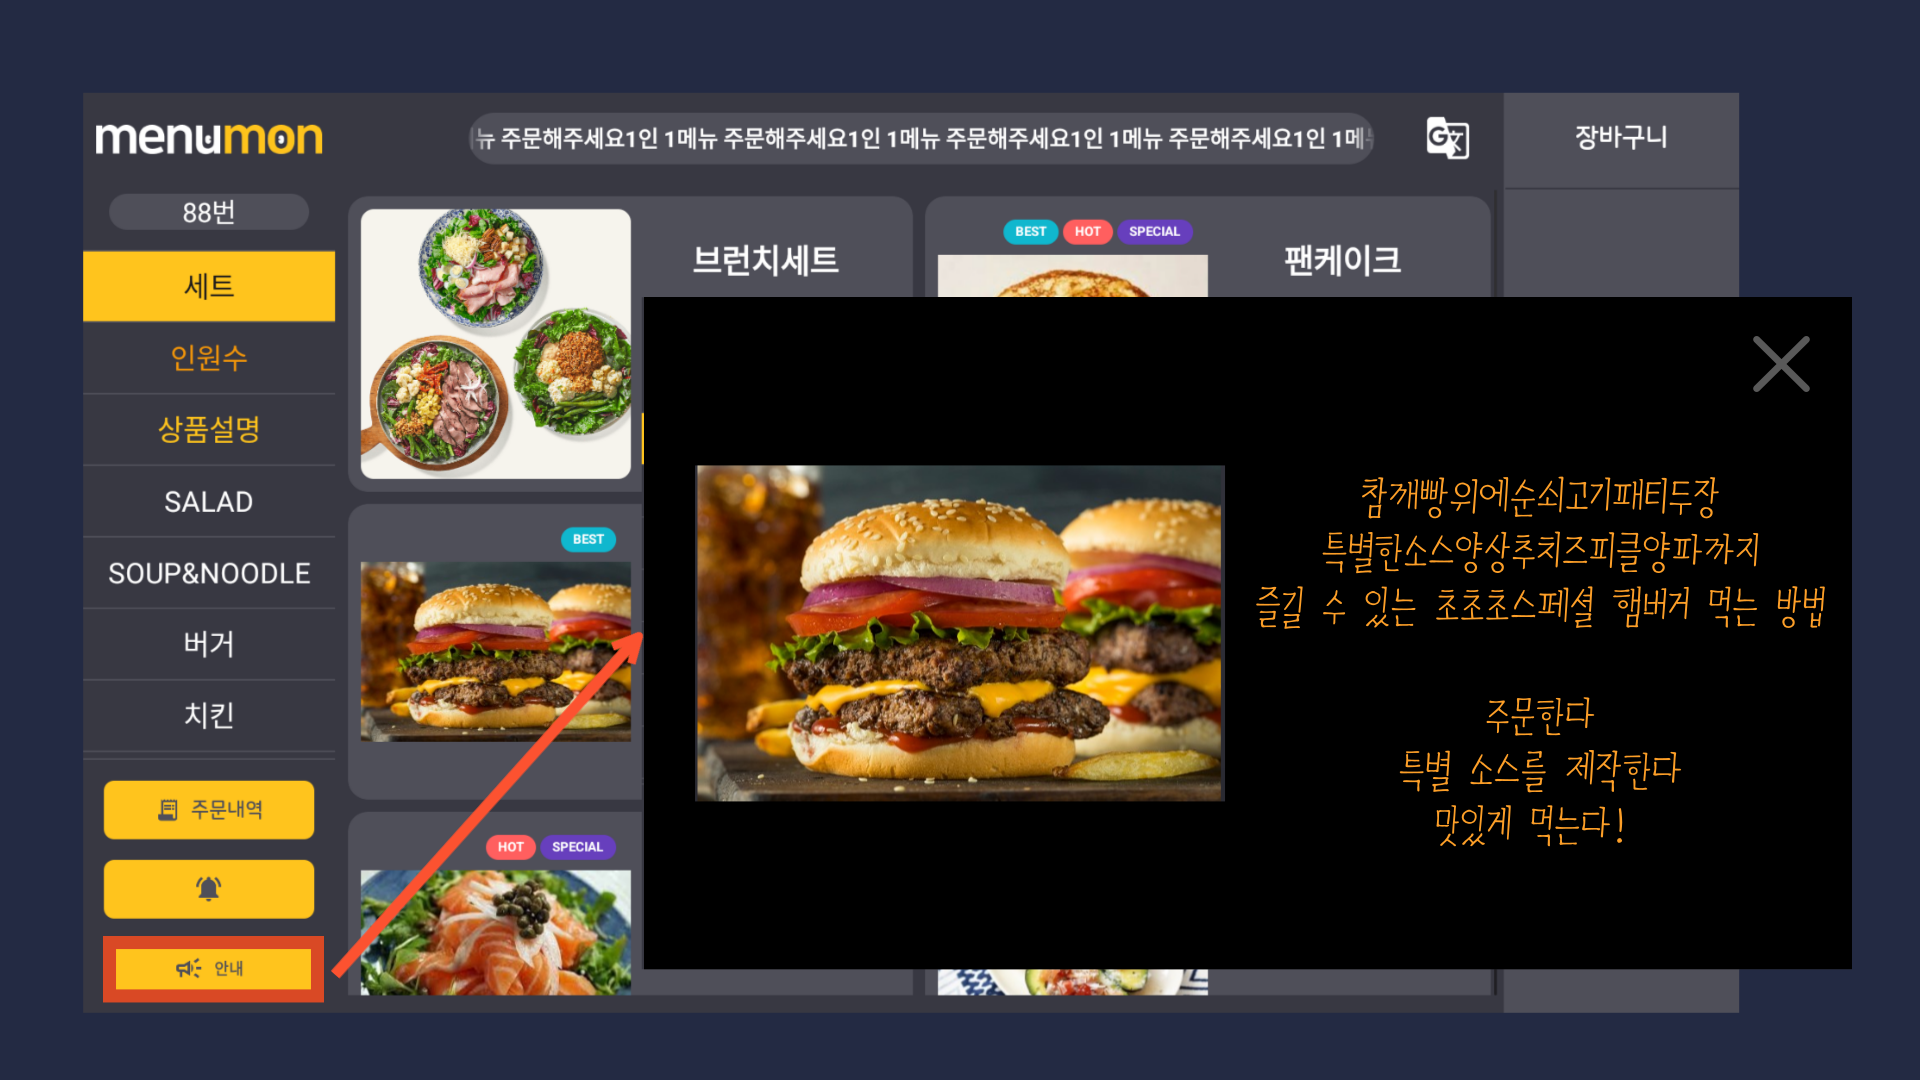 menumon
뉴 주문해주세요1인 1메뉴 주문해주세요1인 1메뉴 주문해주세요1인 1메뉴 주문해주세요1인 1메
장바구니
88번
세트
인원수
상품설명
SALAD
SOUP&NOODLE
버거
치킨
주문내역
안내
브런치세트
BEST HOT SPECIAL
팬케이크
BEST
HOT SPECIAL
참깨빵위에순쇠고기패티두장
특별한소스양상추치즈피클양파까지
즐길 수 있는 초초초스페셜 햄버거 먹는 방법
주문한다
특별 소스를 제작한다
맛있게 먹는다!